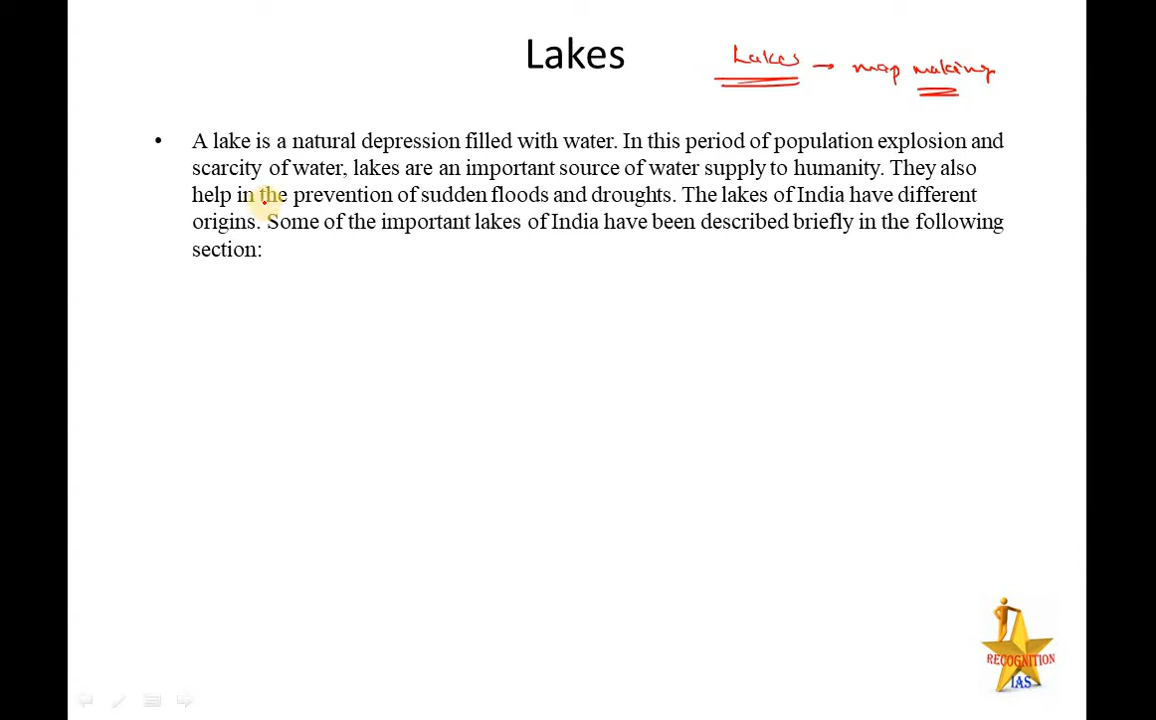 Lakes
Lakes → map making
• A lake is a natural depression filled with water. In this period of population explosion and
scarcity of water, lakes are an important source of water supply to humanity. They also
help in the prevention of sudden floods and droughts. The lakes of India have different
origins. Some of the important lakes of India have been described briefly in the following
section:
RECOGNITION
IAS